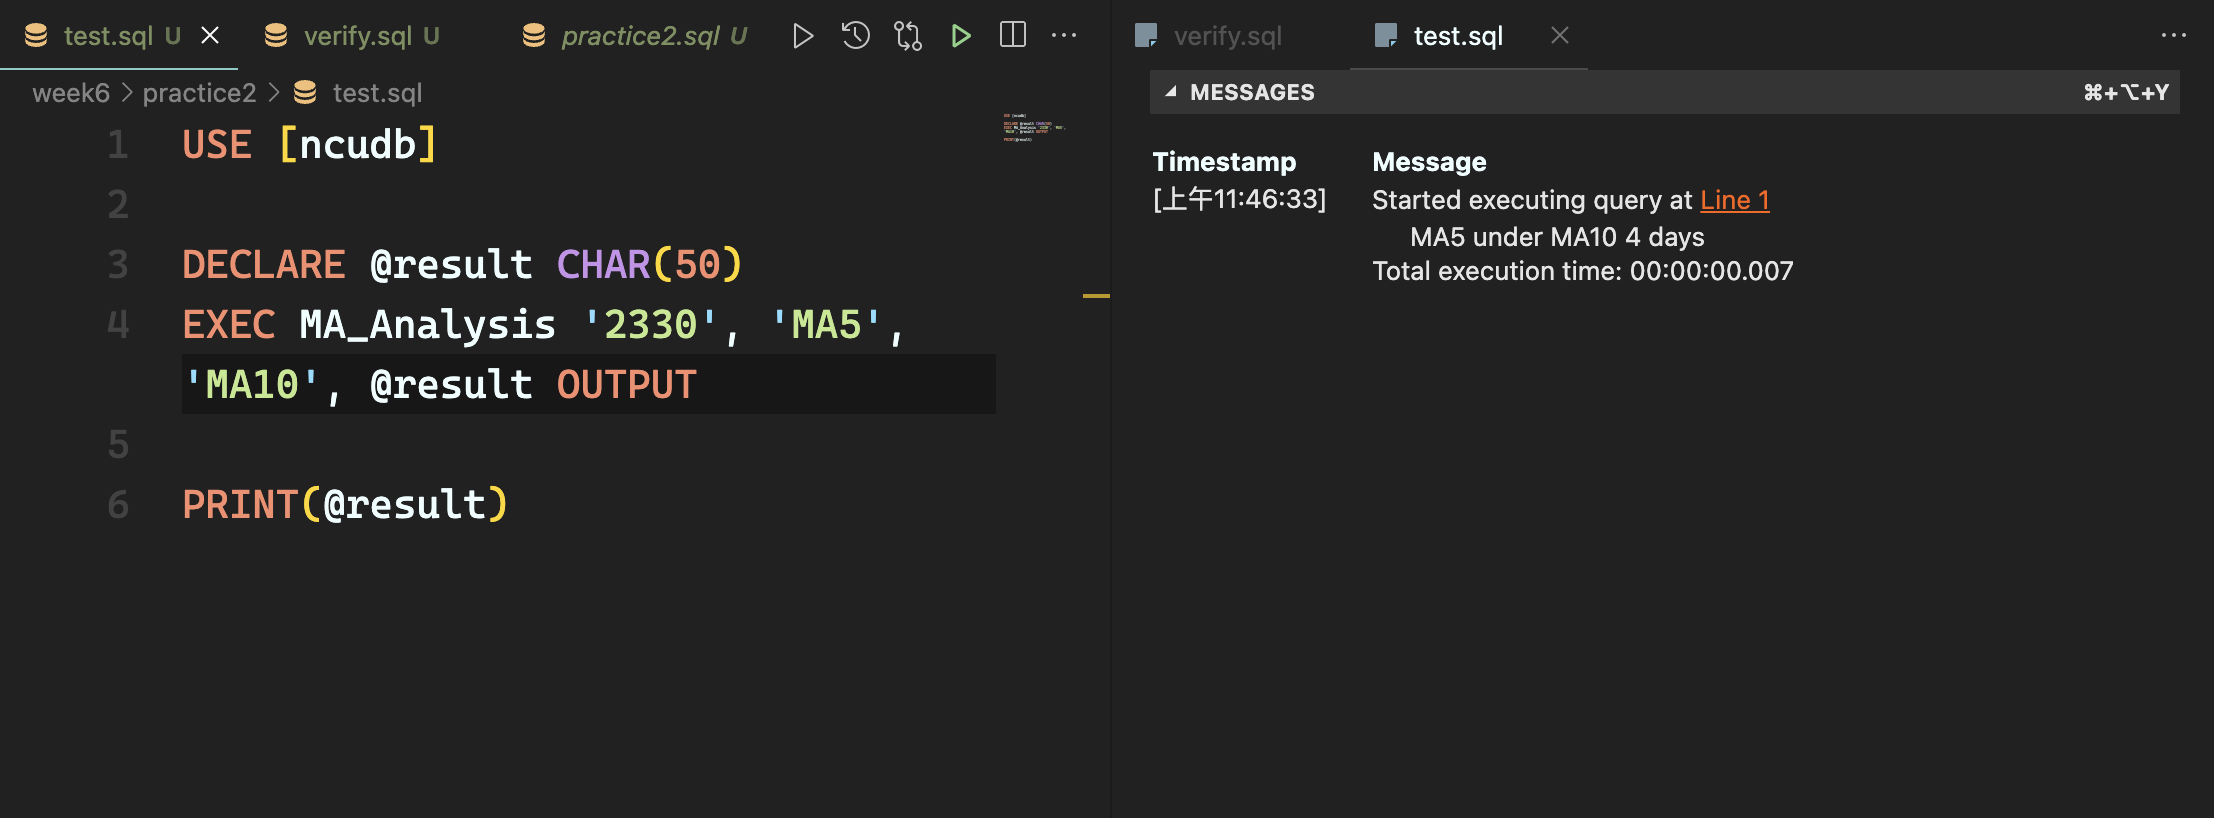 test.sql U
verify.sql U
practice2.sql U
verify.sql
test.sql
week6 > practice2 > test.sql
1 USE [ncudb]
2
3 DECLARE @result CHAR(50)
4 EXEC MA_Analysis '2330', 'MA5',
'MA10', @result OUTPUT
5
6 PRINT(@result)
MESSAGES ⌘+⌥+Y
Timestamp Message
[上午11:46:33] Started executing query at Line 1
MA5 under MA10 4 days
Total execution time: 00:00:00.007